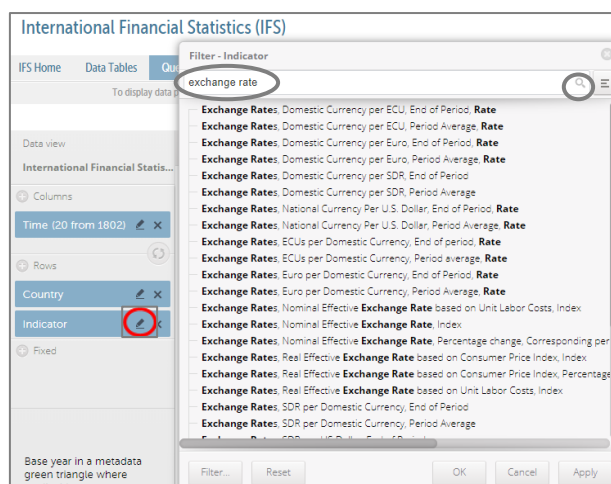 International Financial Statistics (IFS)
IFS Home Data Tables Que
To display data p
Data view
International Financial Statis...
Columns
Time (20 from 1802)
Rows
Country
Indicator
Fixed
Base year in a metadata
green triangle where
Filter - Indicator
exchange rate
Exchange Rates, Domestic Currency per ECU, End of Period, Rate
Exchange Rates, Domestic Currency per ECU, Period Average, Rate
Exchange Rates, Domestic Currency per Euro, End of Period, Rate
Exchange Rates, Domestic Currency per Euro, Period Average, Rate
Exchange Rates, Domestic Currency per SDR, End of Period
Exchange Rates, Domestic Currency per SDR, Period Average
Exchange Rates, National Currency Per U.S. Dollar, End of Period, Rate
Exchange Rates, National Currency Per U.S. Dollar, Period Average, Rate
Exchange Rates, ECUs per Domestic Currency, End of period, Rate
Exchange Rates, ECUs per Domestic Currency, Period average, Rate
Exchange Rates, Euro per Domestic Currency, End of Period, Rate
Exchange Rates, Euro per Domestic Currency, Period Average, Rate
Exchange Rates, Nominal Effective Exchange Rate based on Unit Labor Costs, Index
Exchange Rates, Nominal Effective Exchange Rate, Index
Exchange Rates, Nominal Effective Exchange Rate, Percentage change, Corresponding per
Exchange Rates, Real Effective Exchange Rate based on Consumer Price Index, Index
Exchange Rates, Real Effective Exchange Rate based on Consumer Price Index, Percentage
Exchange Rates, Real Effective Exchange Rate based on Unit Labor Costs, Index
Exchange Rates, SDR per Domestic Currency, End of Period
Exchange Rates, SDR per Domestic Currency, Period Average
Filter... Reset OK Cancel Apply